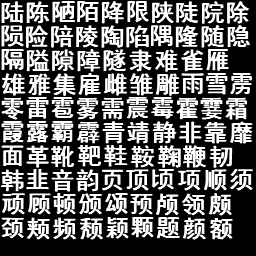 陆陈陋陌降限陕陡院除
陨险陪陵陶陷隅隆随隐
隔隘隙障隧隶难雀雁
雄雅集雇雌雏雕雨雪雳
零雷雹雾需震霉霍霎霜
霞露霸霹青靖静非靠靡
面革靴靶鞋鞍鞠鞭韧
韩韭音韵页顶顷项顺须
顽顾顿颁颂预颅领颇
颈颊频颓颖颗题颜额